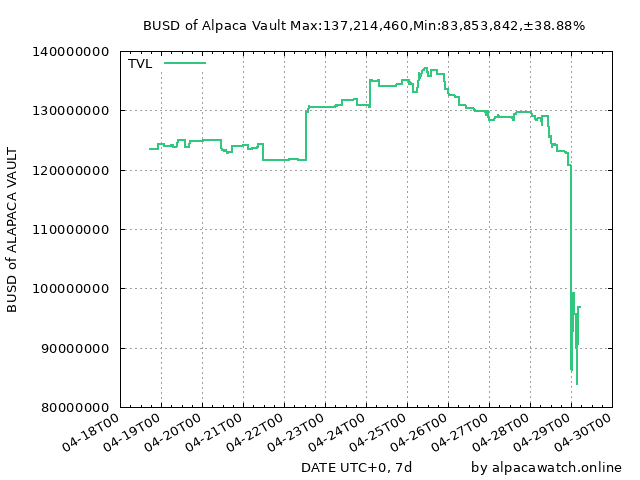 BUSD of Alpaca Vault Max:137,214,460,Min:83,853,842,±38.88%
TVL
140000000
130000000
120000000
110000000
100000000
90000000
80000000
BUSD of ALAPACA VAULT
04-18T00
04-19T00
04-20T00
04-21T00
04-22T00
04-23T00
04-24T00
04-25T00
04-26T00
04-27T00
04-28T00
04-29T00
04-30T00
DATE UTC+0, 7d
by alpacawatch.online